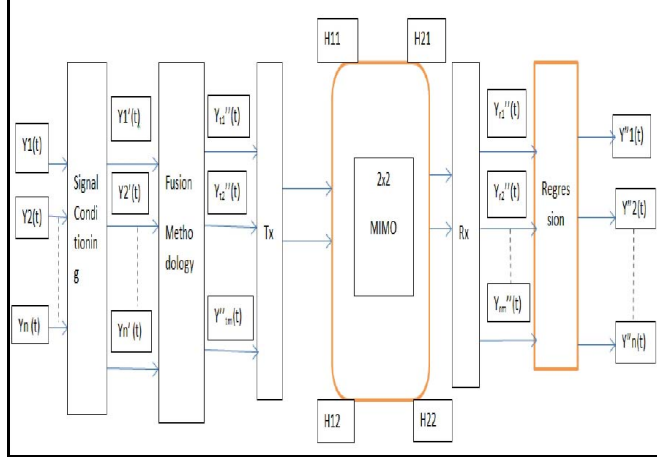 H11
H21
Y1(t)
Y2(t)
Yn (t)
Signal
Condi
tionin
g
Y1'(t)
Y2'(t)
Yn' (t)
Fusion
Metho
dology
Yt1''(t)
Yt2''(t)
Y''tm(t)
Tx
2x2
MIMO
H12
H22
Rx
Yr1''(t)
Yr2''(t)
Yrm''(t)
Regres
sion
Y'''1(t)
Y'''2(t)
Y'''n(t)